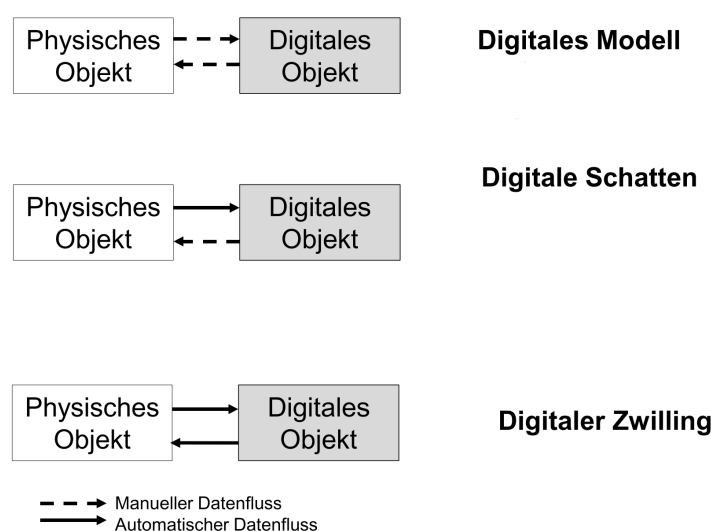 Physisches
Objekt
Digitales
Objekt
Digitales Modell
Physisches
Objekt
Digitales
Objekt
Digitale Schatten
Physisches
Objekt
Digitales
Objekt
Digitaler Zwilling
Manueller Datenfluss
Automatischer Datenfluss